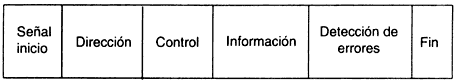 Señal
inicio
Dirección
Control
Información
Detección de
errores
Fin